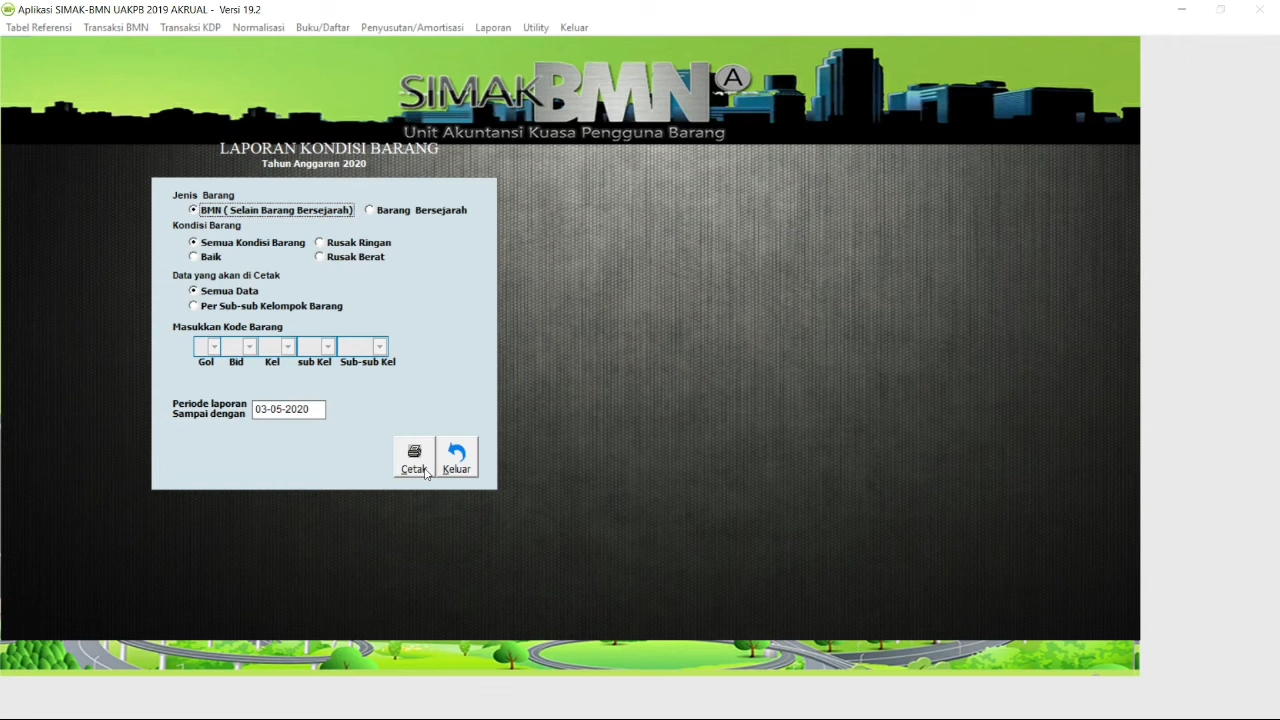 Aplikasi SIMAK-BMN UAKPB 2019 AKRUAL - Versi 19.2
Tabel Referensi Transaksi BMN Transaksi KDP Normalisasi Buku/Daftar Penyusutan/Amortisasi Laporan Utility Keluar
SIMAK BMN A
Unit Akuntansi Kuasa Pengguna Barang
LAPORAN KONDISI BARANG
Tahun Anggaran 2020
Jenis Barang
BMN ( Selain Barang Bersejarah) Barang Bersejarah
Kondisi Barang
Semua Kondisi Barang Rusak Ringan
Baik Rusak Berat
Data yang akan di Cetak
Semua Data
Per Sub-sub Kelompok Barang
Masukkan Kode Barang
Gol Bid Kel sub Kel Sub-sub Kel
Periode laporan
Sampai dengan 03-05-2020
Cetak Keluar